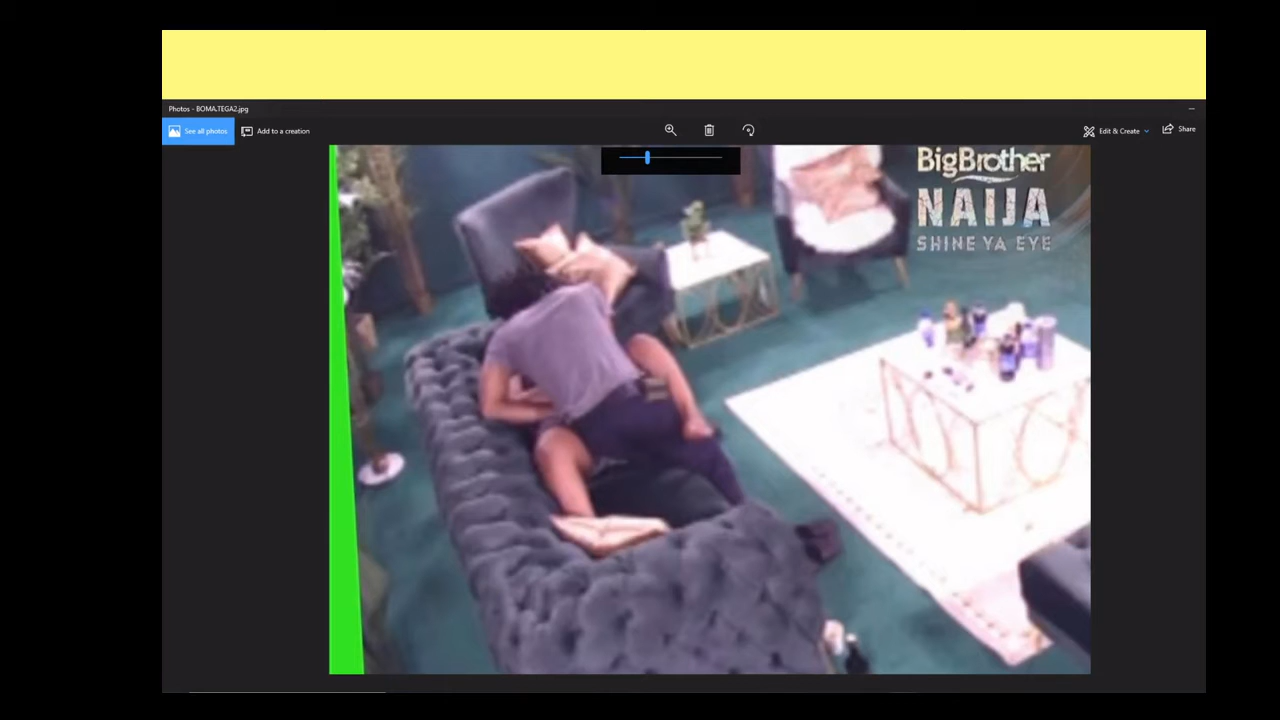 Photos - BOMA.TEGA2.jpg
See all photos
Add to a creation
Edit & Create
Share
BigBrother
NAIJA
SHINE YA EYE